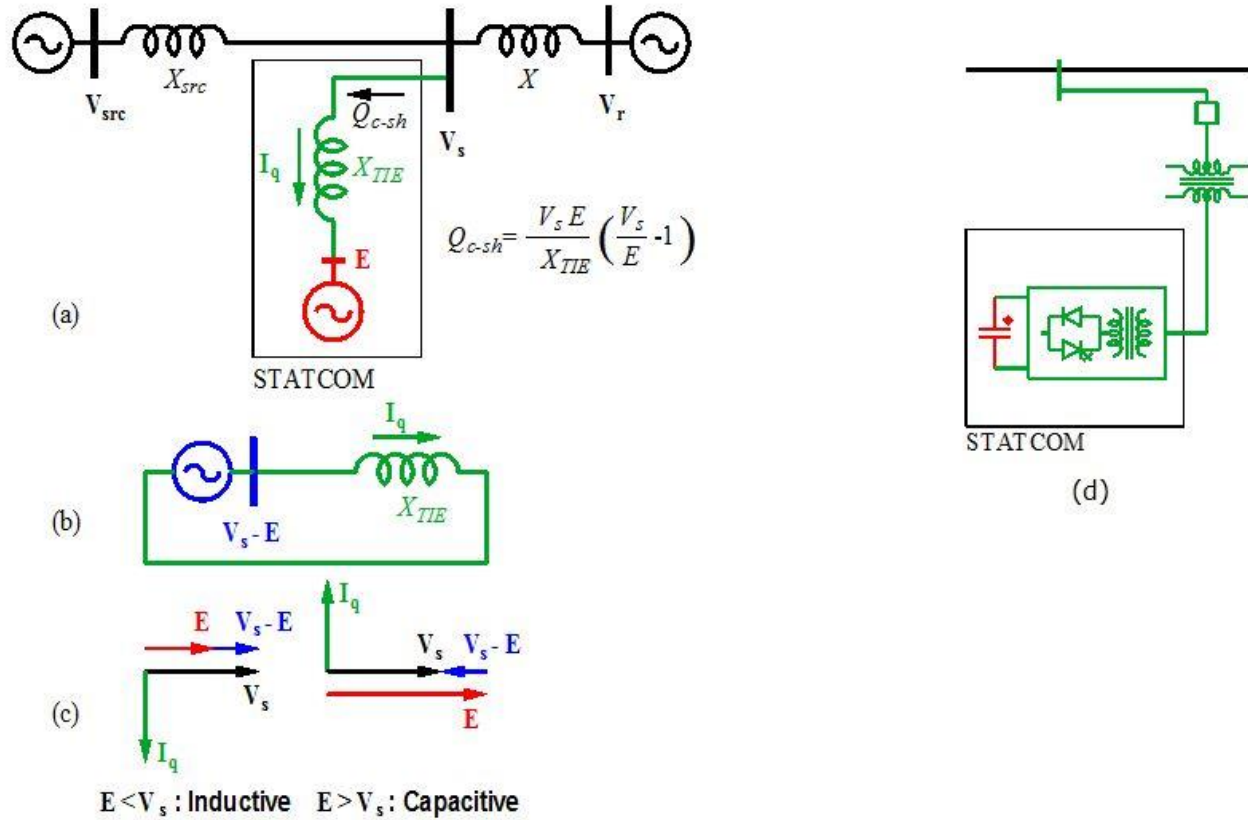 X_src
X
V_src
Q_c-sh
V_s
V_r
I_q
X_TIE
Q_c-sh = V_s E / X_TIE ( V_s / E -1 )
E
(a)
STATCOM
I_q
X_TIE
(b)
V_s - E
I_q
E
V_s - E
V_s
V_s - E
V_s
(c)
E
I_q
E < V_s : Inductive
E > V_s : Capacitive
STATCOM
(d)